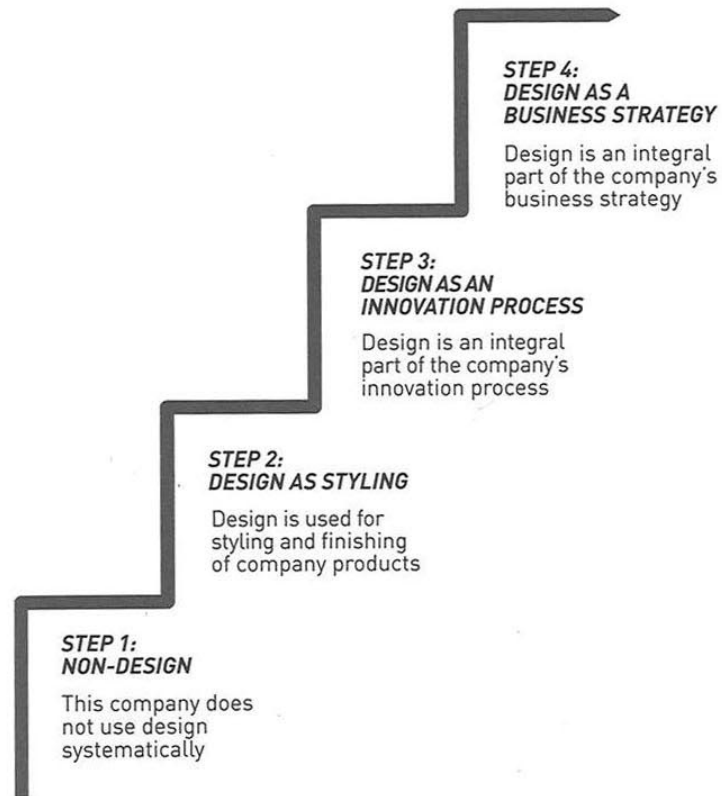 STEP 4:
DESIGN AS A
BUSINESS STRATEGY
Design is an integral
part of the company's
business strategy
STEP 3:
DESIGN AS AN
INNOVATION PROCESS
Design is an integral
part of the company's
innovation process
STEP 2:
DESIGN AS STYLING
Design is used for
styling and finishing
of company products
STEP 1:
NON-DESIGN
This company does
not use design
systematically